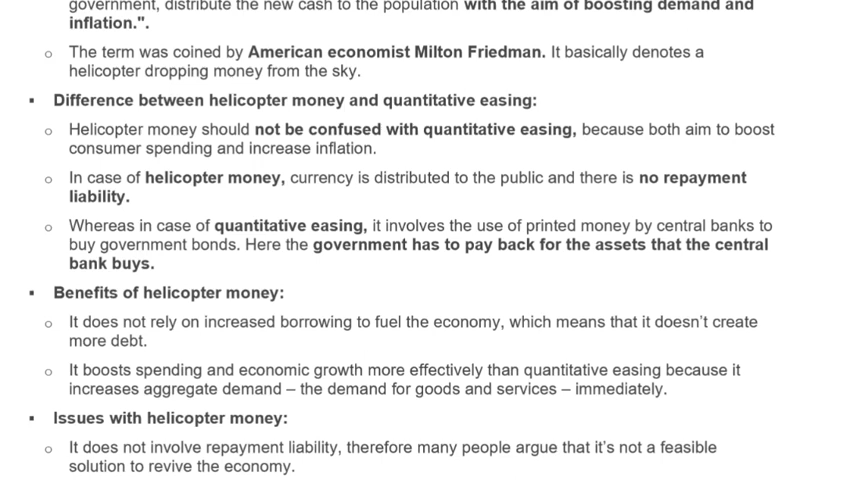 government, distribute the new cash to the population with the aim of boosting demand and
inflation.".
○ The term was coined by American economist Milton Friedman. It basically denotes a
helicopter dropping money from the sky.
▪ Difference between helicopter money and quantitative easing:
○ Helicopter money should not be confused with quantitative easing, because both aim to boost
consumer spending and increase inflation.
○ In case of helicopter money, currency is distributed to the public and there is no repayment
liability.
○ Whereas in case of quantitative easing, it involves the use of printed money by central banks to
buy government bonds. Here the government has to pay back for the assets that the central
bank buys.
▪ Benefits of helicopter money:
○ It does not rely on increased borrowing to fuel the economy, which means that it doesn't create
more debt.
○ It boosts spending and economic growth more effectively than quantitative easing because it
increases aggregate demand – the demand for goods and services – immediately.
▪ Issues with helicopter money:
○ It does not involve repayment liability, therefore many people argue that it's not a feasible
solution to revive the economy.